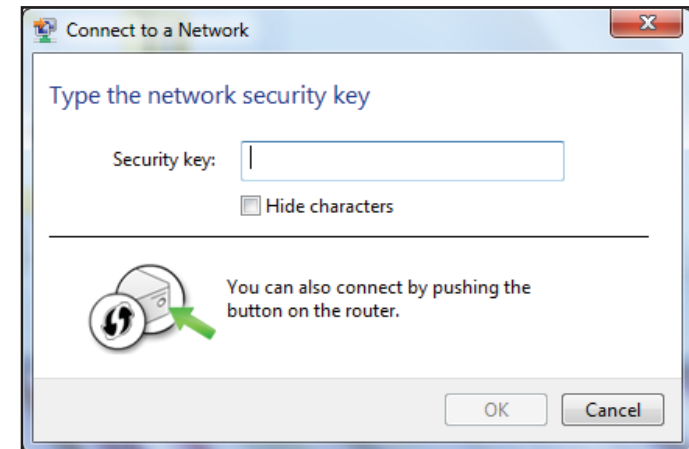 Connect to a Network
Type the network security key
Security key:
Hide characters
You can also connect by pushing the
button on the router.
OK
Cancel